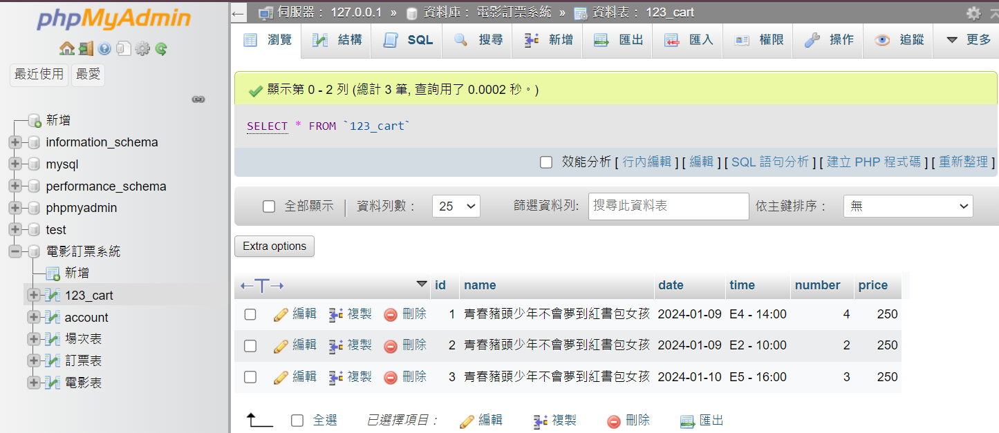 phpMyAdmin
最近使用 最愛
新增
information_schema
mysql
performance_schema
phpmyadmin
test
電影訂票系統
新增
123_cart
account
場次表
訂票表
電影表
伺服器： 127.0.0.1 » 資料庫： 電影訂票系統 » 資料表： 123_cart
瀏覽 結構 SQL 搜尋 新增 匯出 匯入 權限 操作 追蹤 更多
顯示第 0 - 2 列 (總計 3 筆, 查詢用了 0.0002 秒。)
SELECT * FROM `123_cart`
效能分析 [ 行內編輯 ] [ 編輯 ] [ SQL 語句分析 ] [ 建立 PHP 程式碼 ] [ 重新整理 ]
全部顯示 | 資料列數： 25 篩選資料列: 搜尋此資料表 依主鍵排序： 無
Extra options
←T→ id name date time number price
編輯 複製 刪除 1 青春豬頭少年不會夢到紅書包女孩 2024-01-09 E4 - 14:00 4 250
編輯 複製 刪除 2 青春豬頭少年不會夢到紅書包女孩 2024-01-09 E2 - 10:00 2 250
編輯 複製 刪除 3 青春豬頭少年不會夢到紅書包女孩 2024-01-10 E5 - 16:00 3 250
全選 已選擇項目： 編輯 複製 刪除 匯出